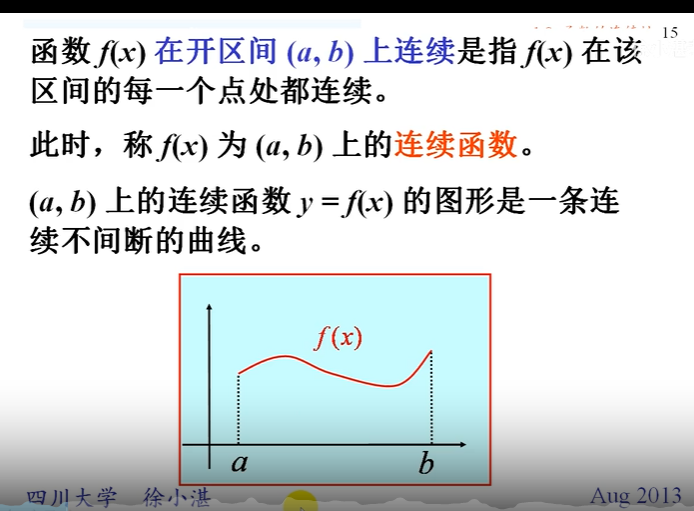 15
函数 f(x) 在开区间 (a, b) 上连续是指 f(x) 在该
区间的每一个点处都连续。
此时，称 f(x) 为 (a, b) 上的连续函数。
(a, b) 上的连续函数 y = f(x) 的图形是一条连
续不间断的曲线。
f(x)
a b
四川大学 徐小湛 Aug 2013